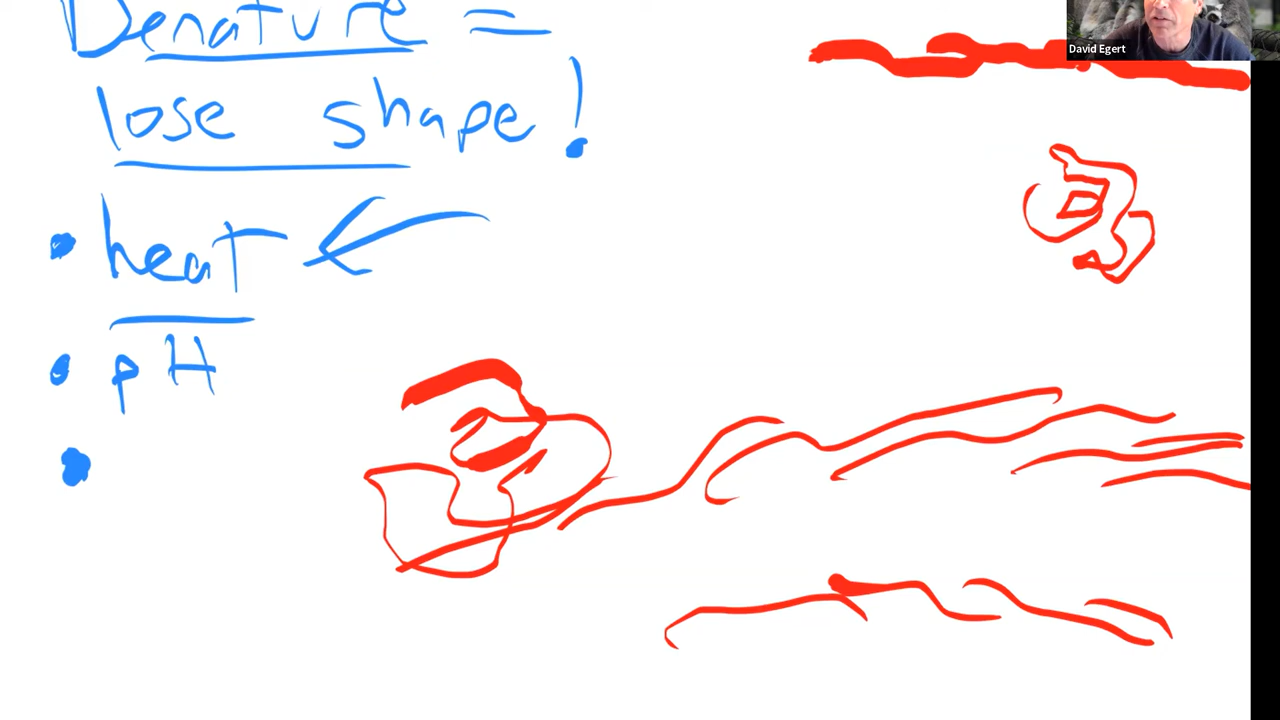 Denature =
lose shape!
• heat
• pH
•
David Egert